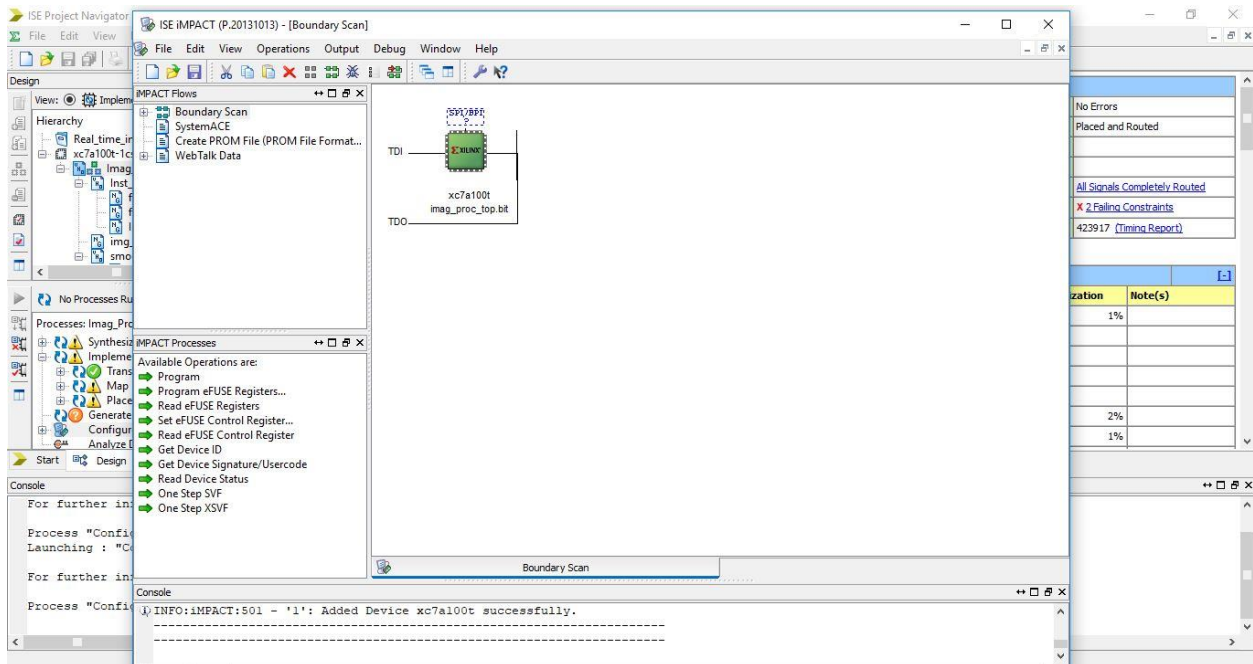 ISE Project Navigator
File Edit View
Design
View: Implem
Hierarchy
Real_time_in
xc7a100t-1cs
Imag_
Inst_
f
f
l
img_
smo
No Processes Ru
Processes: Imag_Pro
Synthesiz
Impleme
Trans
Map
Place
Generate
Configur
Analyze D
Start Design
Console
For further in
Process "Confi
Launching : "Co
For further in
Process "Confi
ISE iMPACT (P.20131013) - [Boundary Scan]
File Edit View Operations Output Debug Window Help
iMPACT Flows
Boundary Scan
SystemACE
Create PROM File (PROM File Format...
WebTalk Data
iMPACT Processes
Available Operations are:
Program
Program eFUSE Registers...
Read eFUSE Registers
Set eFUSE Control Register...
Read eFUSE Control Register
Get Device ID
Get Device Signature/Usercode
Read Device Status
One Step SVF
One Step XSVF
SPI/BPI
?
TDI
XILINX
xc7a100t
imag_proc_top.bit
TDO
Boundary Scan
Console
INFO:iMPACT:501 - '1': Added Device xc7a100t successfully.
----------------------------------------------------------------------
----------------------------------------------------------------------
No Errors
Placed and Routed
All Signals Completely Routed
X 2 Failing Constraints
423917 (Timing Report)
[-]
ization Note(s)
1%
2%
1%